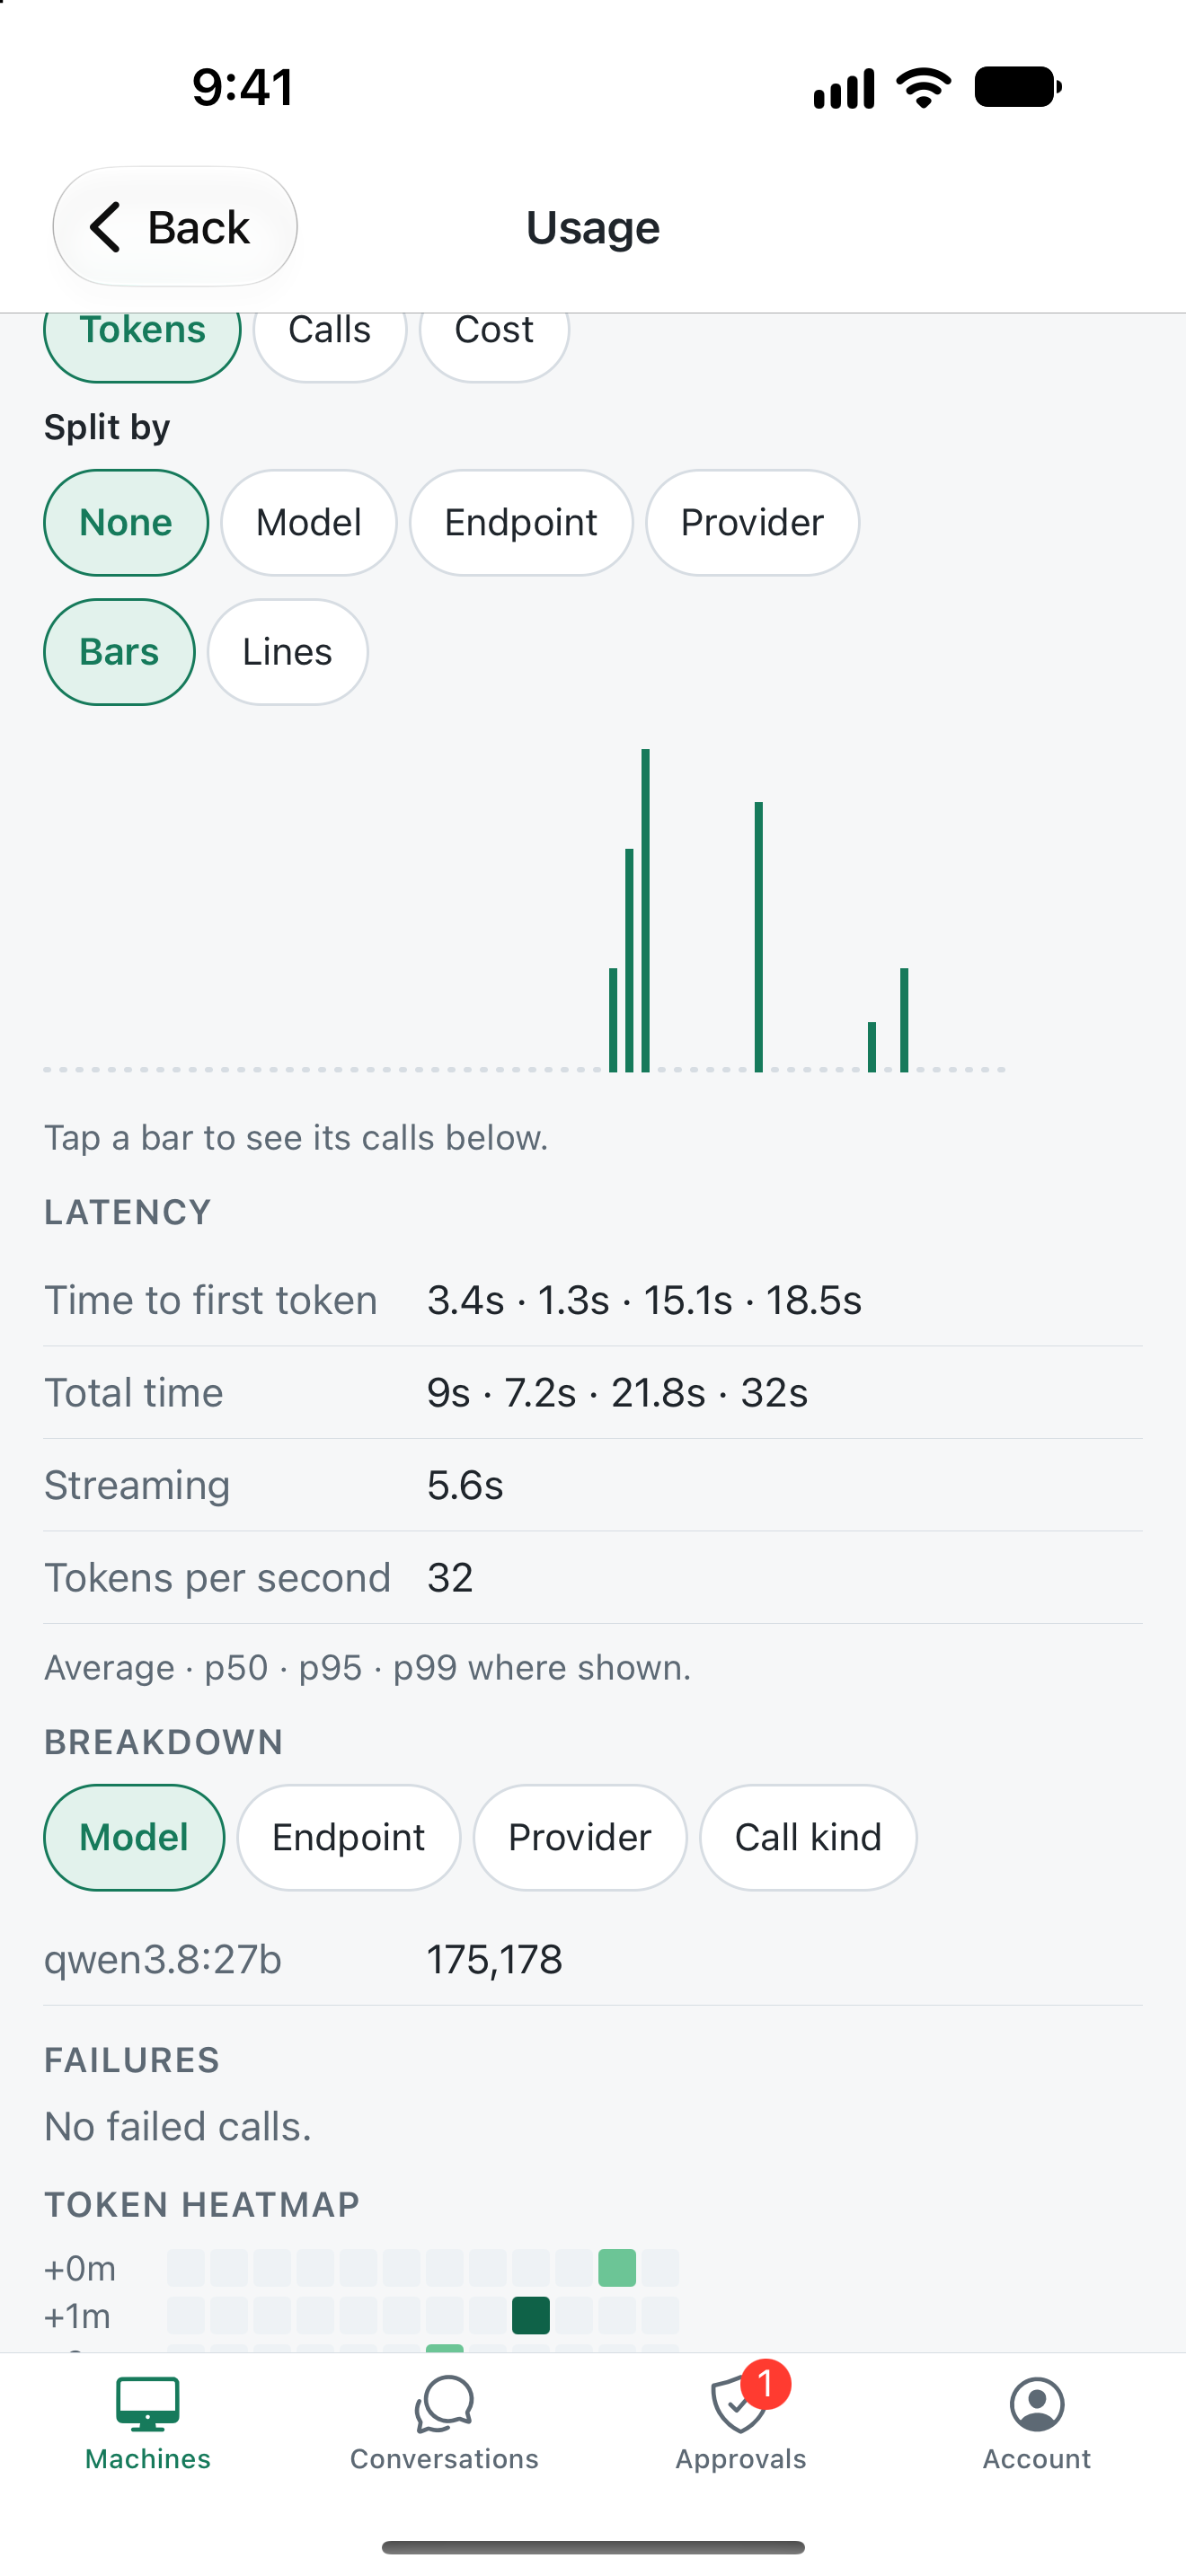 9:41
Back
Usage
Tokens
Calls
Cost
Split by
None
Model
Endpoint
Provider
Bars
Lines
Tap a bar to see its calls below.
LATENCY
Time to first token 3.4s · 1.3s · 15.1s · 18.5s
Total time 9s · 7.2s · 21.8s · 32s
Streaming 5.6s
Tokens per second 32
Average · p50 · p95 · p99 where shown.
BREAKDOWN
Model
Endpoint
Provider
Call kind
qwen3.8:27b 175,178
FAILURES
No failed calls.
TOKEN HEATMAP
+0m
+1m
1
Machines
Conversations
Approvals
Account